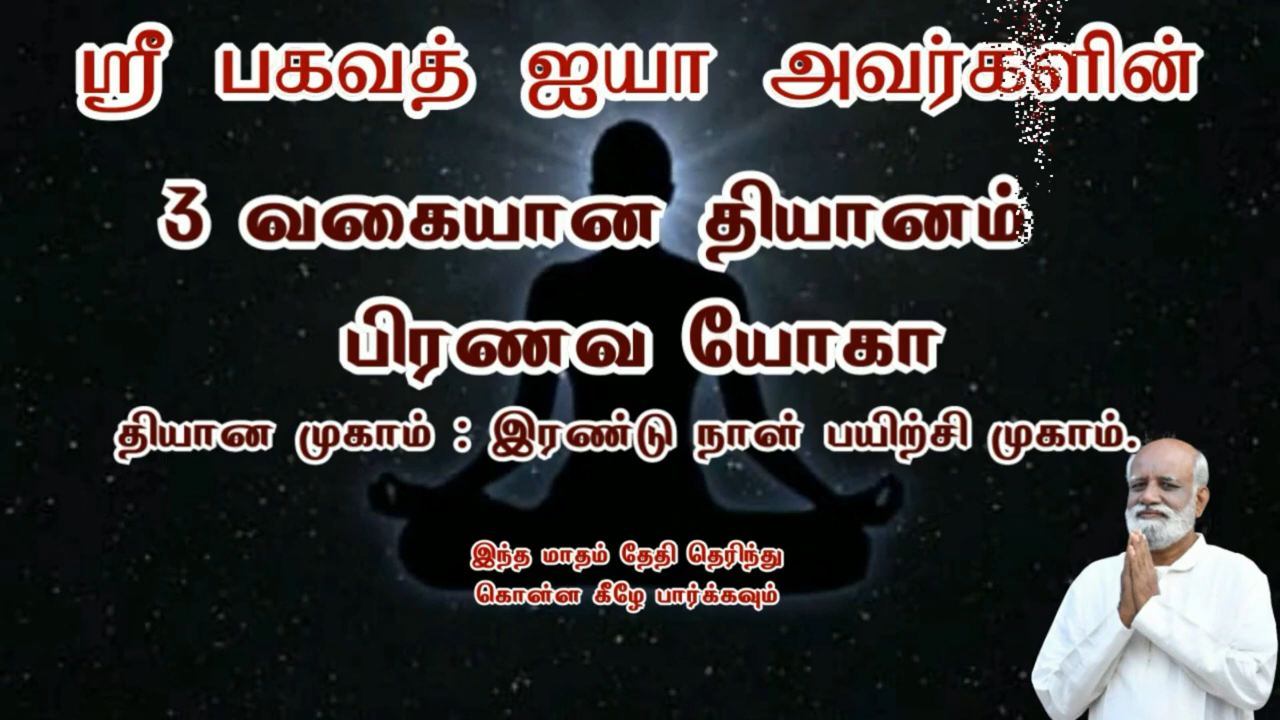 ஸ்ரீ பகவத் ஐயா அவர்களின்
3 வகையான தியானம்
பிரணவ யோகா
தியான முகாம் : இரண்டு நாள் பயிற்சி முகாம்.
இந்த மாதம் தேதி தெரிந்து
கொள்ள கீழே பார்க்கவும்